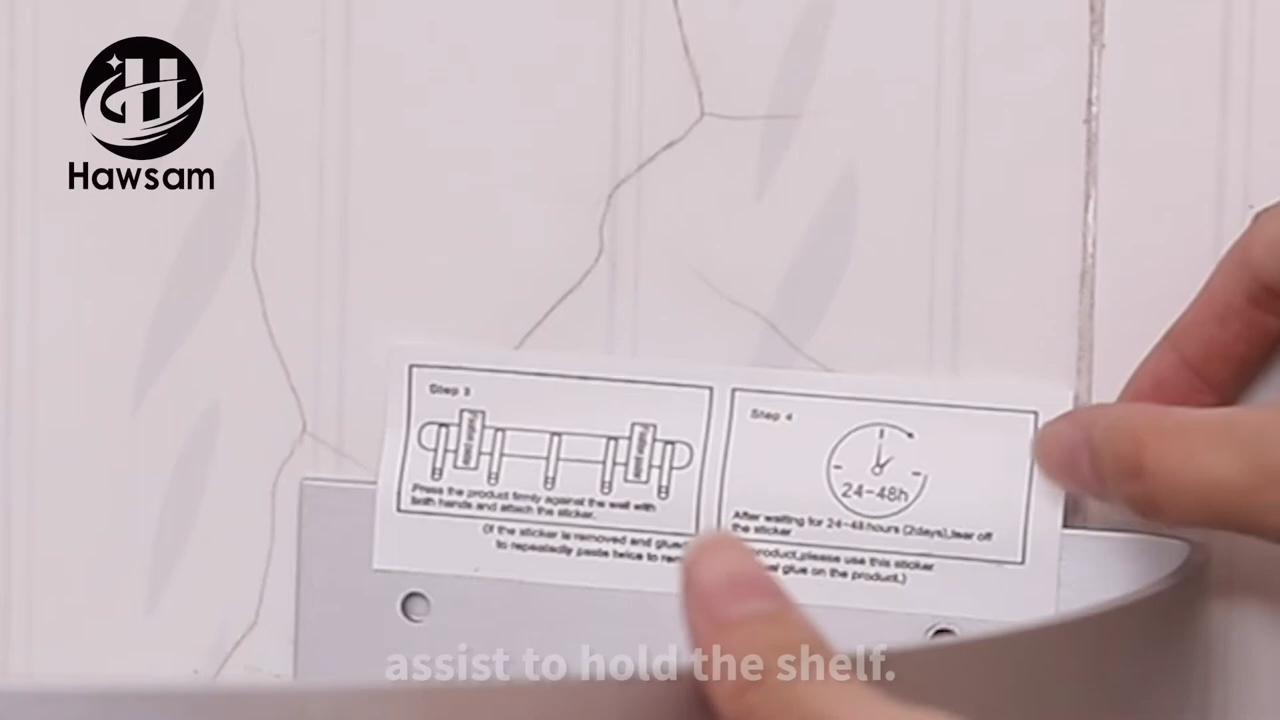 Hawsam
Step 3
Press the product firmly against the wall with
both hands and attach the sticker.
Step 4
24-48h
After waiting for 24-48 hours (2days),tear off
the sticker
(If the sticker is removed and glue product,please use this sticker
to repeatedly paste twice to glue on the product.)
assist to hold the shelf.